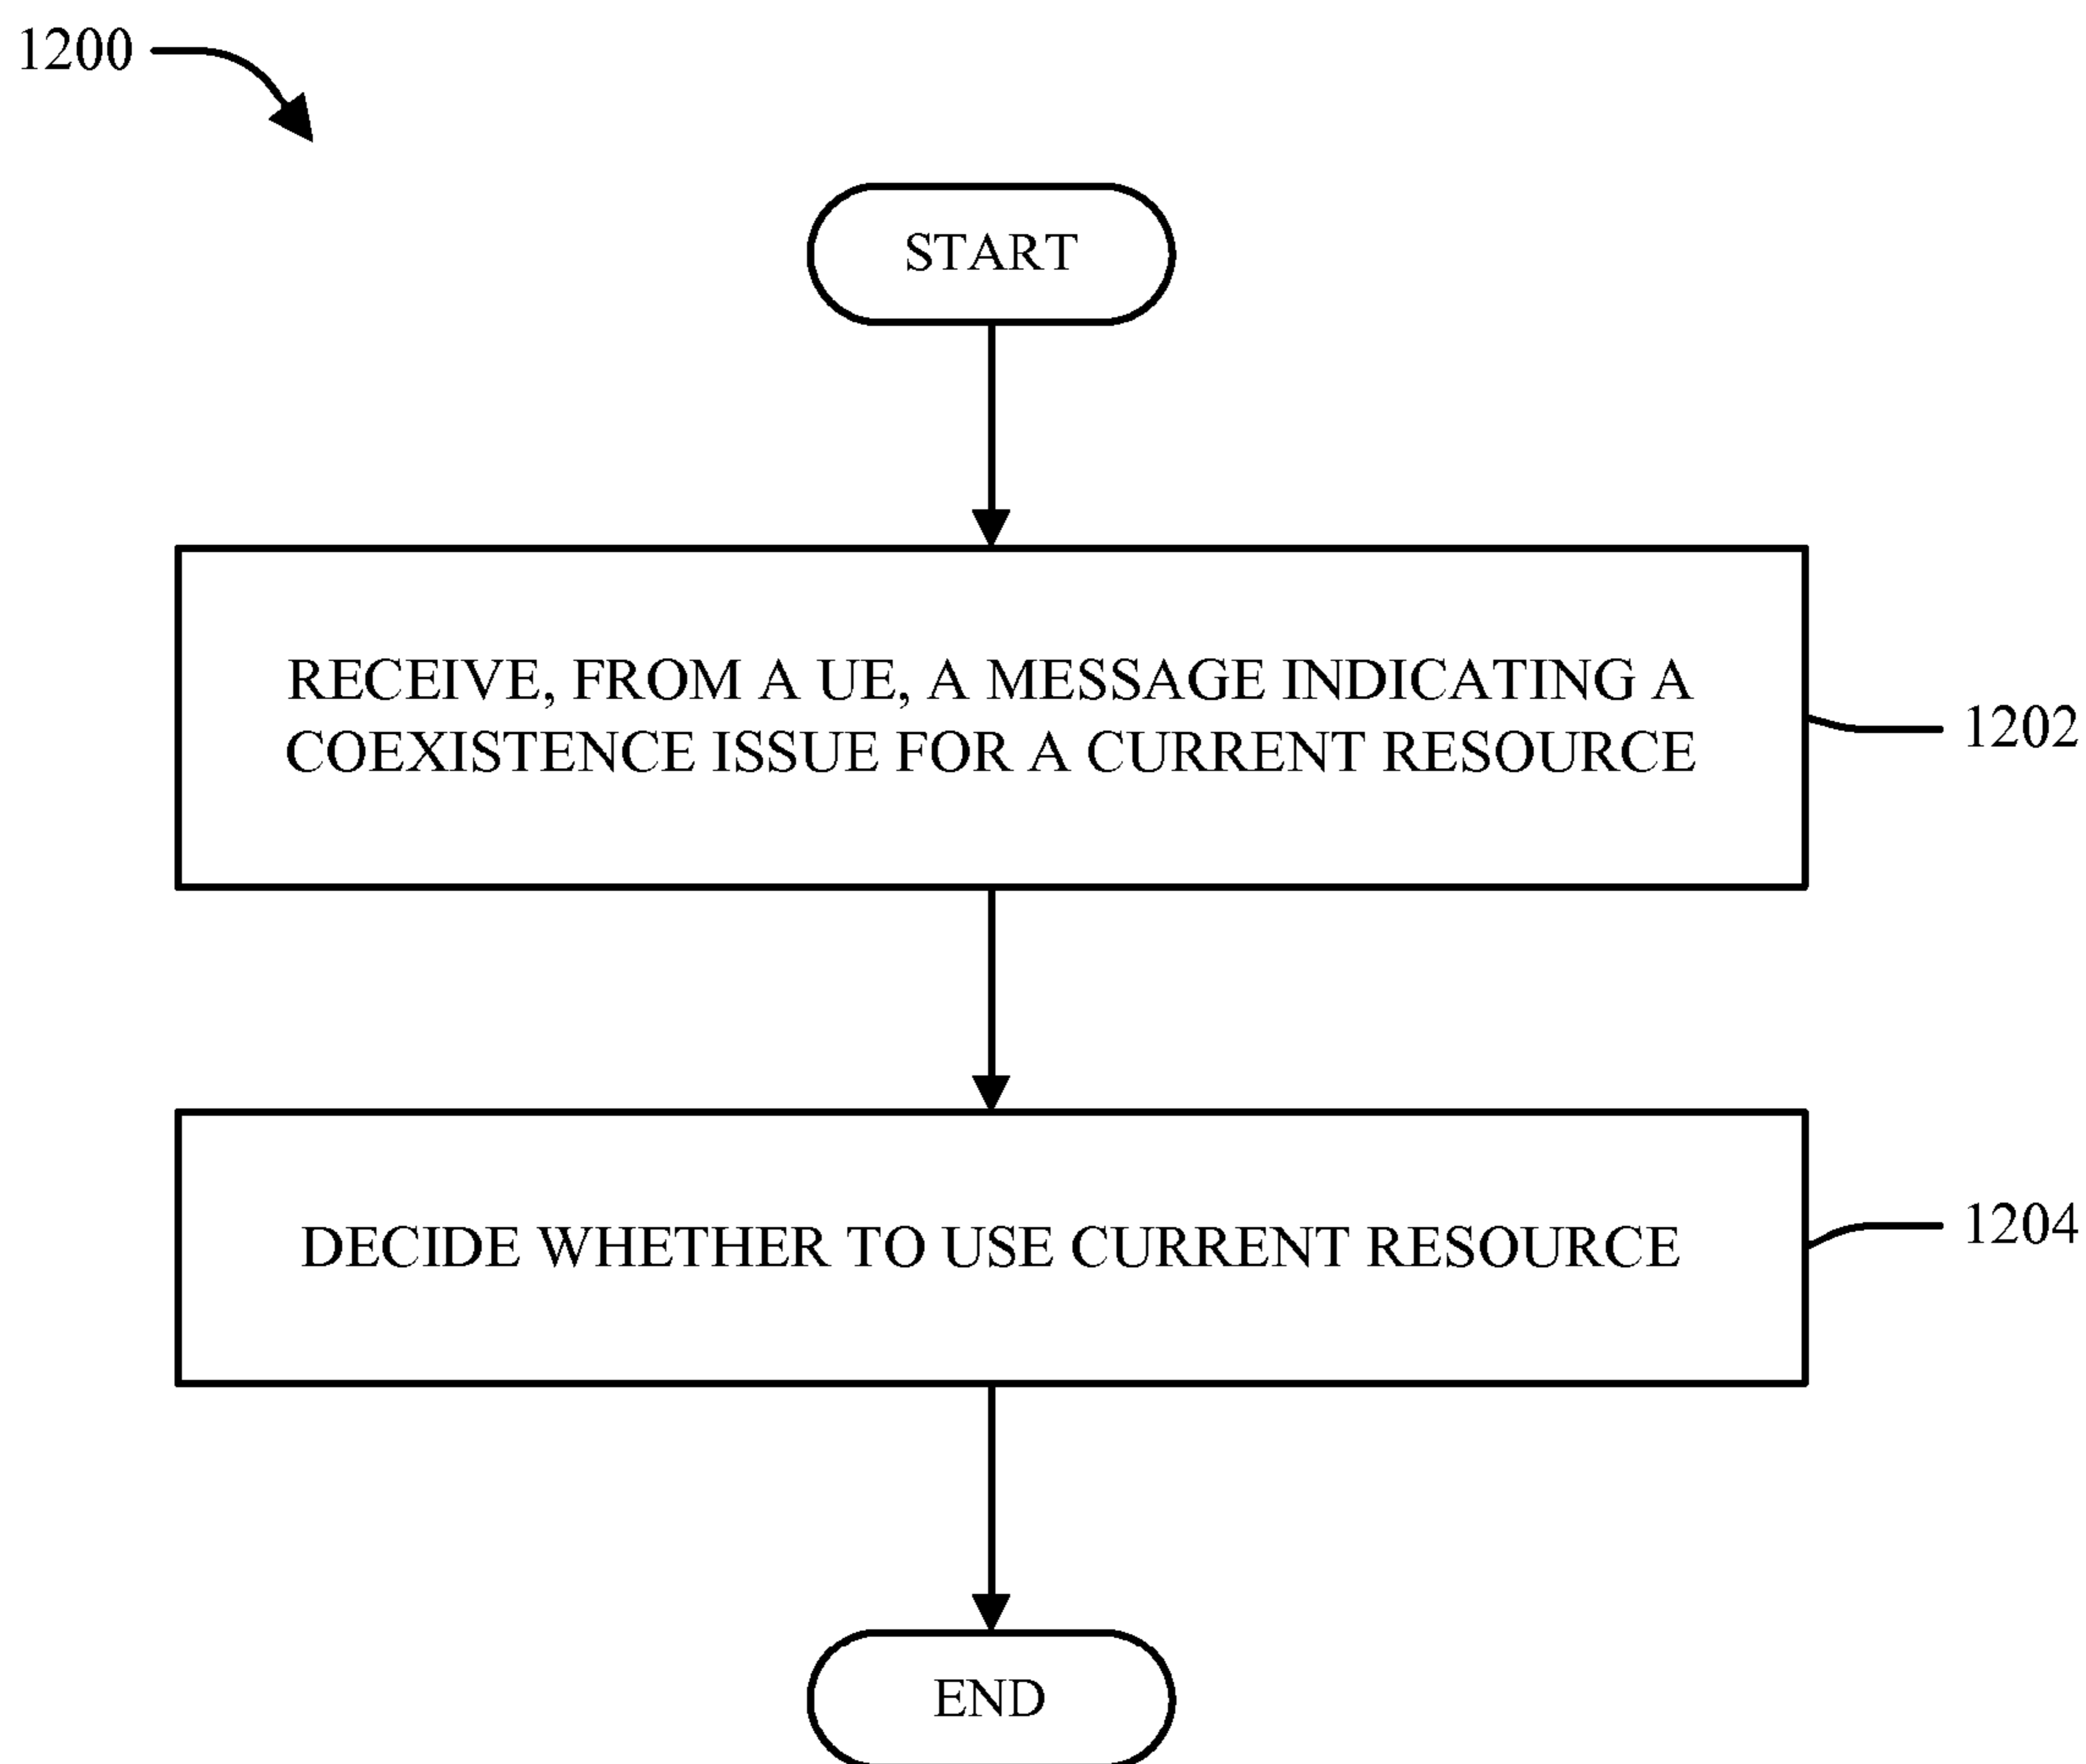 1200
START
RECEIVE, FROM A UE, A MESSAGE INDICATING A
COEXISTENCE ISSUE FOR A CURRENT RESOURCE
1202
DECIDE WHETHER TO USE CURRENT RESOURCE
1204
END